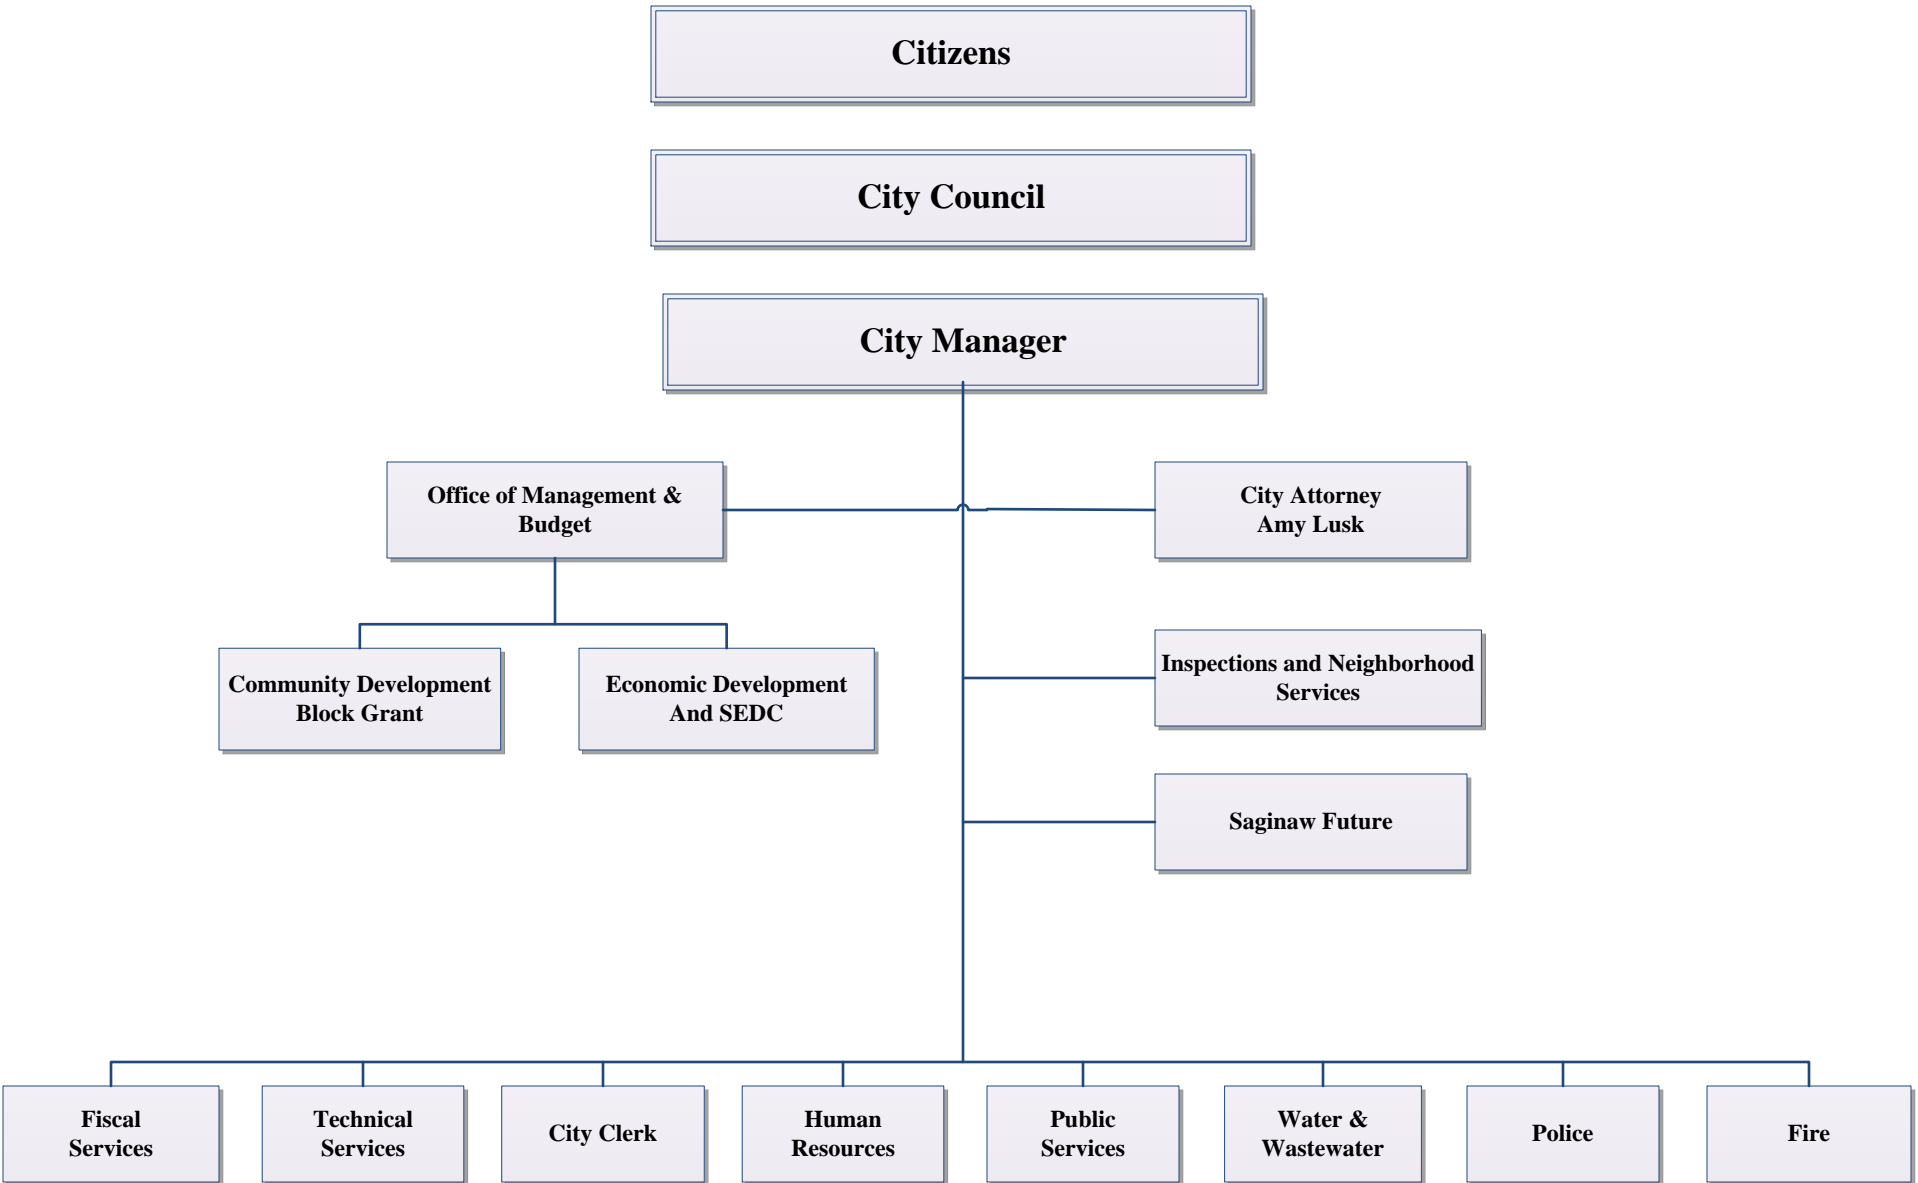 Citizens
City Council
City Manager
Office of Management &
Budget
City Attorney
Amy Lusk
Inspections and Neighborhood
Services
Community Development
Block Grant
Economic Development
And SEDC
Saginaw Future
Fiscal
Services
Technical
Services
City Clerk
Human
Resources
Public
Services
Water &
Wastewater
Police
Fire